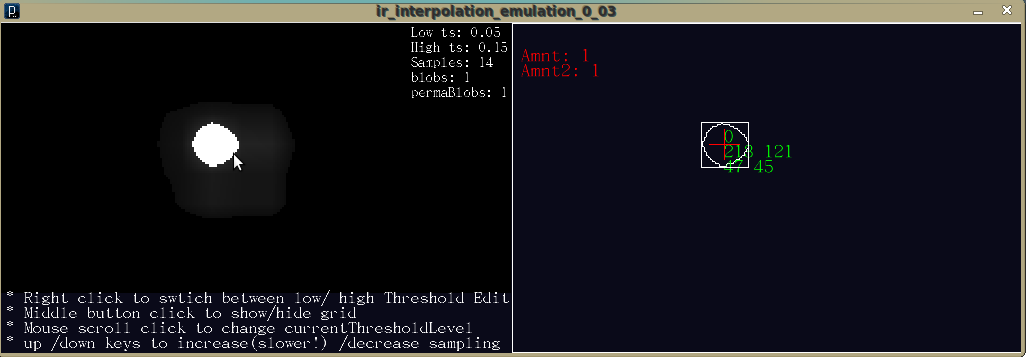 ir_interpolation_emulation_0_03
Low ts: 0.05
High ts: 0.15
Samples: 14
blobs: 1
permaBlobs: 1
Amnt: 1
Amnt2: 1
0
213 121
47 45
* Right click to swtich between low/ high Threshold Edit
* Middle button click to show/hide grid
* Mouse scroll click to change currentThresholdLevel
* up /down keys to increase(slower!) /decrease sampling